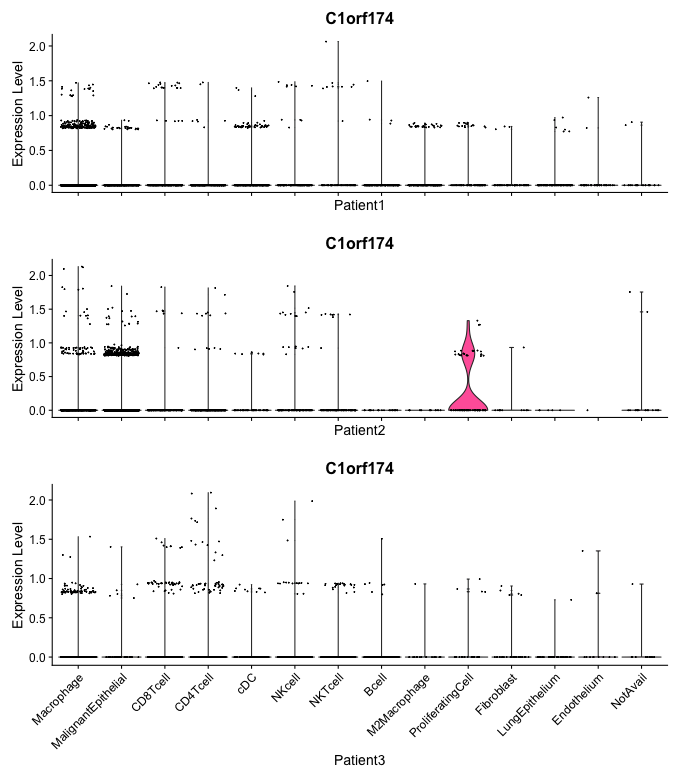 C1orf174
Expression Level
2.0
1.5
1.0
0.5
0.0
Patient1
C1orf174
Expression Level
2.0
1.5
1.0
0.5
0.0
Patient2
C1orf174
Expression Level
2.0
1.5
1.0
0.5
0.0
Macrophage
MalignantEpithelial
CD8Tcell
CD4Tcell
cDC
NKcell
NKTcell
Bcell
M2Macrophage
ProliferatingCell
Fibroblast
LungEpithelium
Endothelium
NotAvail
Patient3